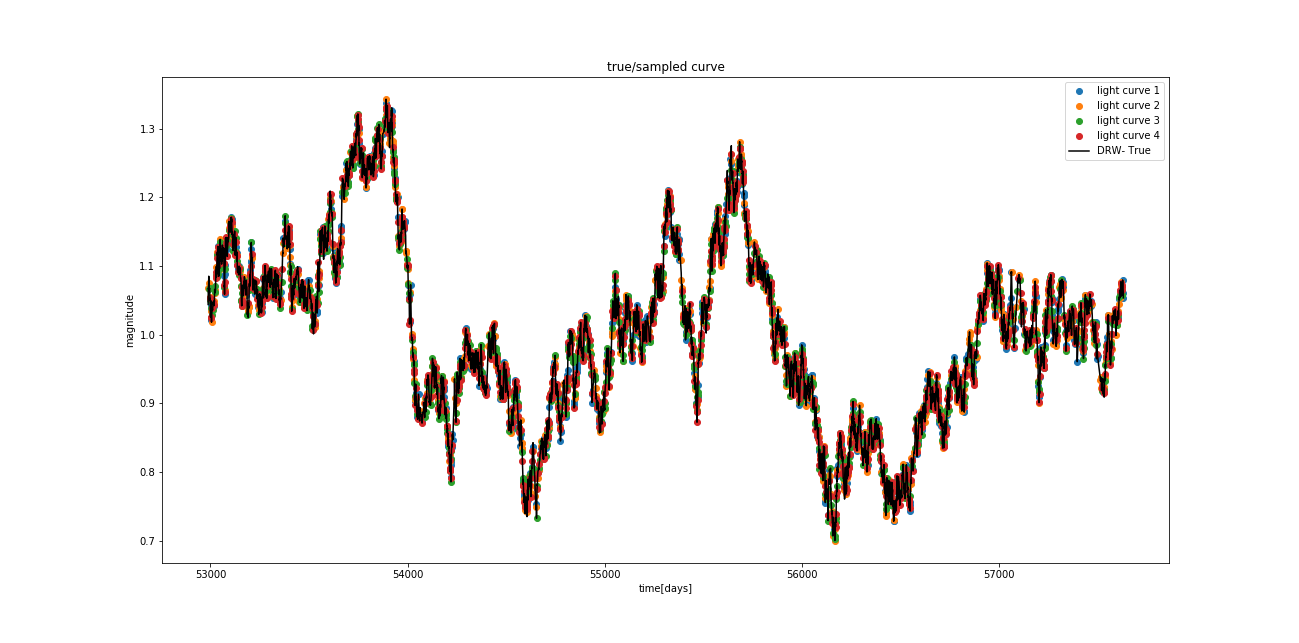 true/sampled curve
light curve 1
light curve 2
light curve 3
light curve 4
DRW- True
magnitude
1.3
1.2
1.1
1.0
0.9
0.8
0.7
53000 54000 55000 56000 57000
time[days]